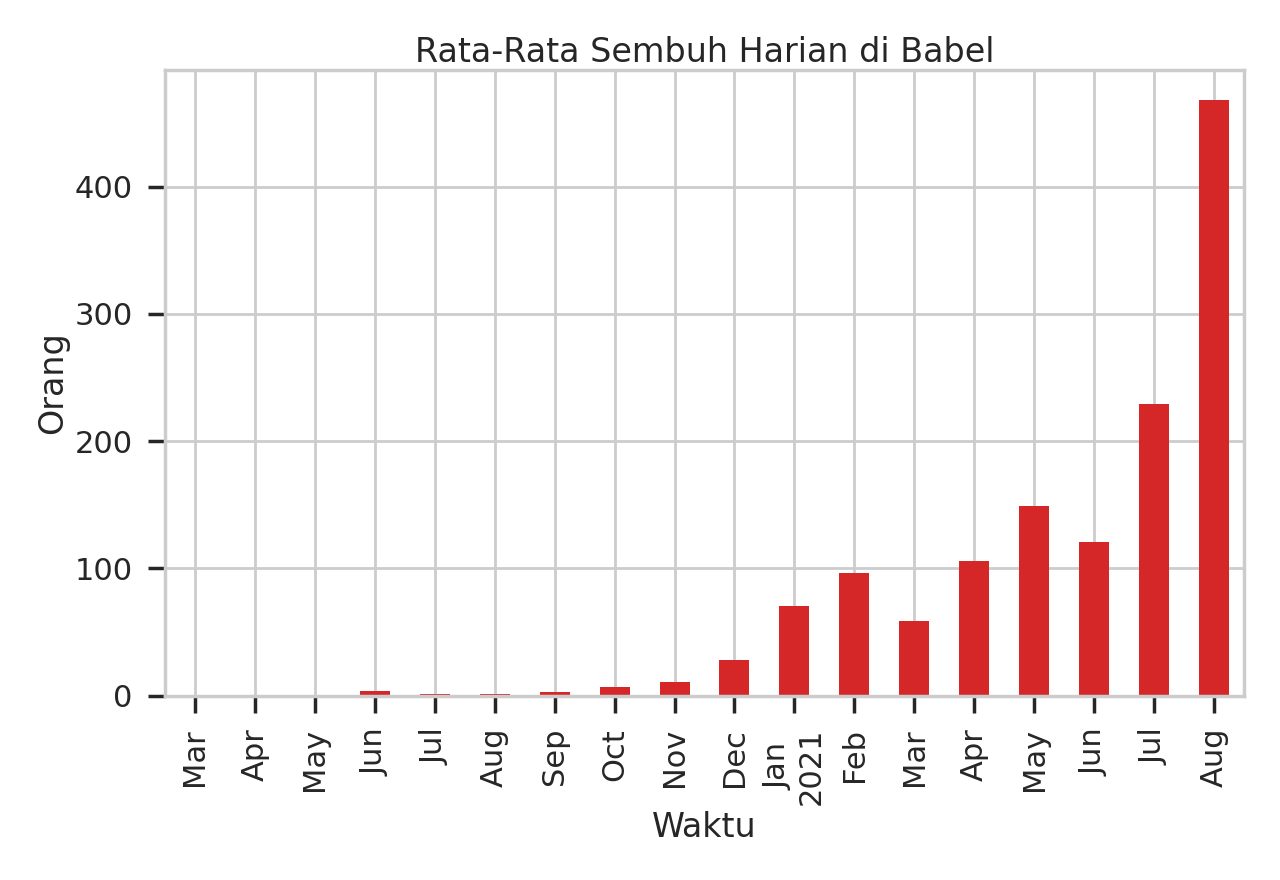 Rata-Rata Sembuh Harian di Babel
Orang
400
300
200
100
0
Mar
Apr
May
Jun
Jul
Aug
Sep
Oct
Nov
Dec
Jan
2021
Feb
Mar
Apr
May
Jun
Jul
Aug
Waktu